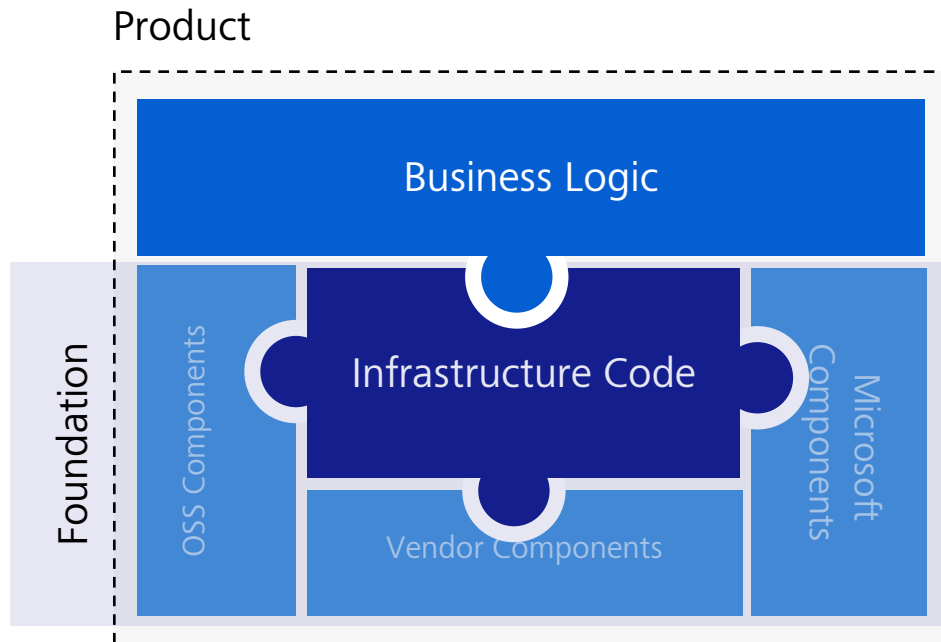 Product
Business Logic
Foundation
OSS Components
Infrastructure Code
Microsoft
Components
Vendor Components